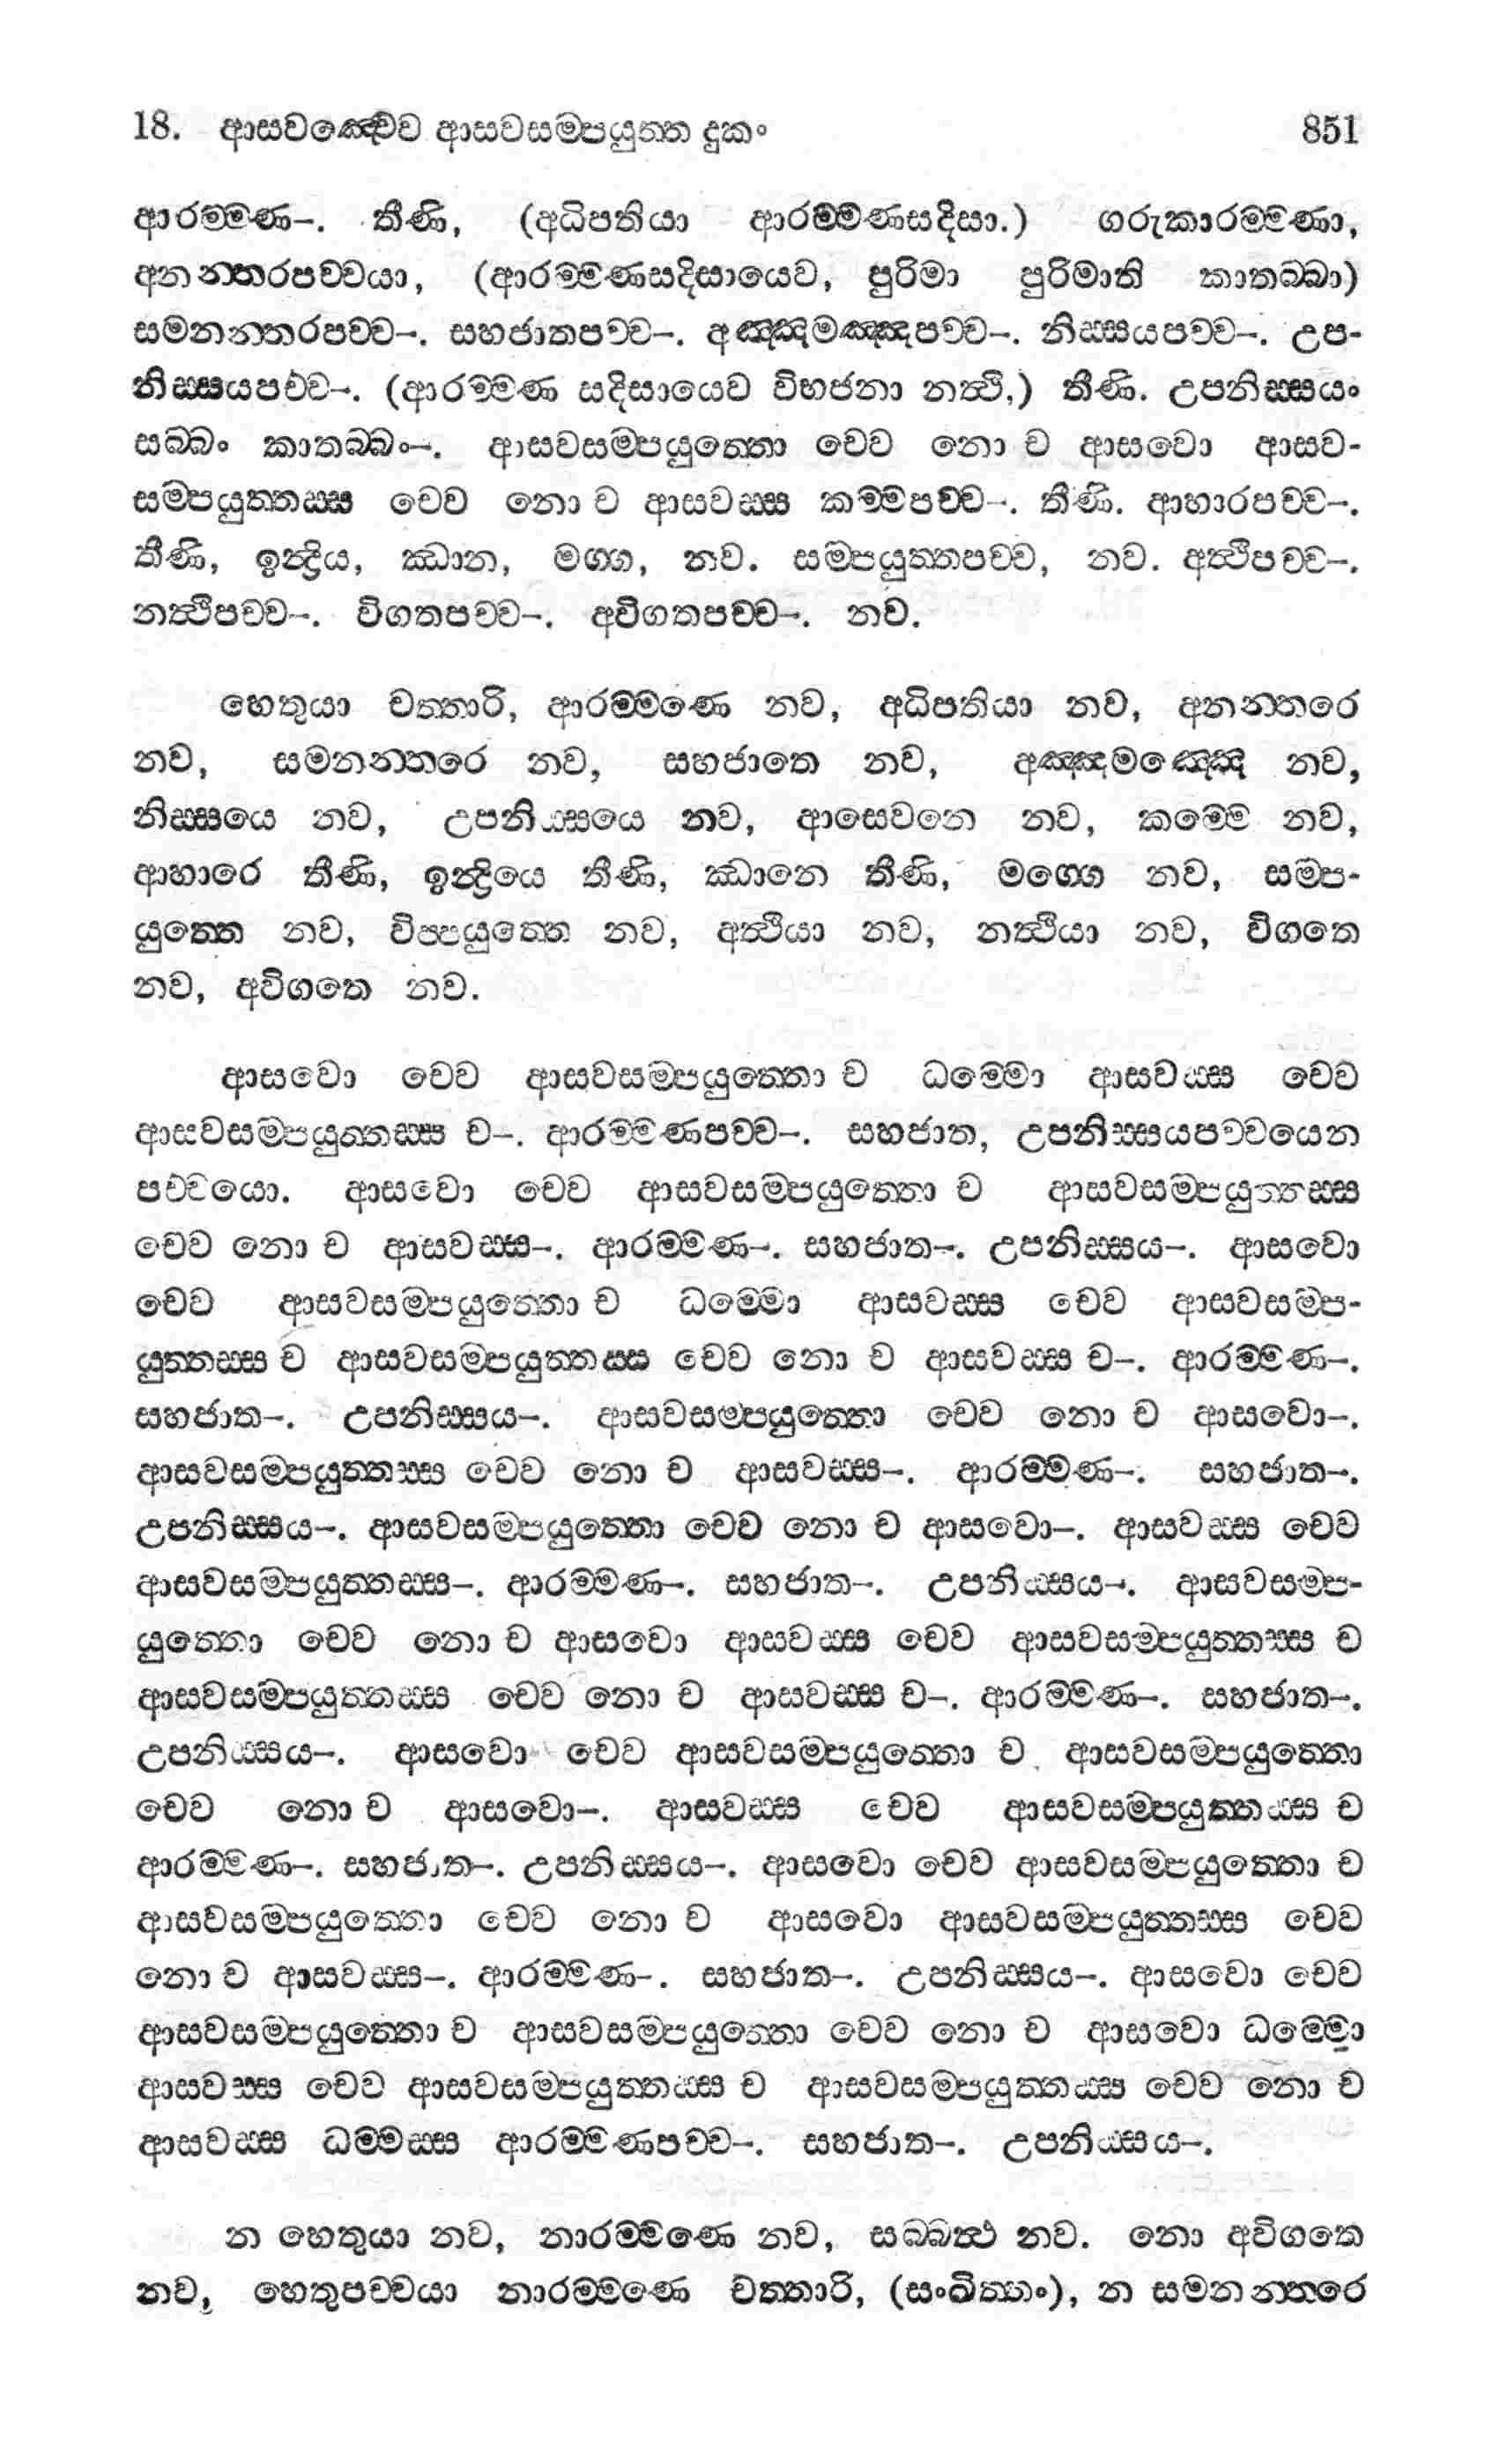 18. ආසවඤ්චෙව ආසවසම්පයුත්ත දුකං 851
ආරම්මණ–. තීණි, (අධිපතියා ආරම්මණසදිසා.) ගරුකාරම්මණා,
අනන්තරපච්චයා, (ආරම්මණසදිසායෙව, පුරිමා පුරිමාති කාතබ්බා)
සමනන්තරපච්ච–. සහජාතපච්ච–. අඤ්ඤමඤ්ඤපච්ච–. නිස්සයපච්ච–. උප-
නිස්සයපච්ච–. (ආරම්මණ සදිසායෙව විභජනා නත්ථි,) තීණි. උපනිස්සයං
සබ්බං කාතබ්බං–. ආසවසම්පයුත්තො චෙව නො ච ආසවො ආසව-
සම්පයුත්තස්ස චෙව නො ච ආසවස්ස කම්මපච්ච–. තීණි. ආහාරපච්ච–.
තීණි, ඉන්ද්‍රිය, ඣාන, මග්ග, නව. සම්පයුත්තපච්ච, නව. අත්ථිපච්ච–.
නත්ථිපච්ච–. විගතපච්ච–. අවිගතපච්ච–. නව.
හෙතුයා චත්තාරි, ආරම්මණෙ නව, අධිපතියා නව, අනන්තරෙ
නව, සමනන්තරෙ නව, සහජාතෙ නව, අඤ්ඤමඤ්ඤෙ නව,
නිස්සයෙ නව, උපනිස්සයෙ නව, ආසෙවනෙ නව, කම්මෙ නව,
ආහාරෙ තීණි, ඉන්ද්‍රියෙ තීණි, ඣානෙ තීණි, මග්ගෙ නව, සම්ප-
යුත්තෙ නව, විප්පයුත්තෙ නව, අත්ථියා නව, නත්ථියා නව, විගතෙ
නව, අවිගතෙ නව.
ආසවො චෙව ආසවසම්පයුත්තො ච ධම්මො ආසවස්ස චෙව
ආසවසම්පයුත්තස්ස ච–. ආරම්මණපච්ච–. සහජාත, උපනිස්සයපච්චයෙන
පච්චයො. ආසවො චෙව ආසවසම්පයුත්තො ච ආසවසම්පයුත්තස්ස
චෙව නො ච ආසවස්ස–. ආරම්මණ–. සහජාත–. උපනිස්සය–. ආසවො
චෙව ආසවසම්පයුත්තො ච ධම්මො ආසවස්ස චෙව ආසවසම්ප-
යුත්තස්ස ච ආසවසම්පයුත්තස්ස චෙව නො ච ආසවස්ස ච–. ආරම්මණ–.
සහජාත–. උපනිස්සය–. ආසවසම්පයුත්තො චෙව නො ච ආසවො–.
ආසවසම්පයුත්තස්ස චෙව නො ච ආසවස්ස–. ආරම්මණ–. සහජාත–.
උපනිස්සය–. ආසවසම්පයුත්තො චෙව නො ච ආසවො–. ආසවස්ස චෙව
ආසවසම්පයුත්තස්ස–. ආරම්මණ–. සහජාත–. උපනිස්සය–. ආසවසම්ප-
යුත්තො චෙව නො ච ආසවො ආසවස්ස චෙව ආසවසම්පයුත්තස්ස ච
ආසවසම්පයුත්තස්ස චෙව නො ච ආසවස්ස ච–. ආරම්මණ–. සහජාත–.
උපනිස්සය–. ආසවො චෙව ආසවසම්පයුත්තො ච ආසවසම්පයුත්තො
චෙව නො ච ආසවො–. ආසවස්ස චෙව ආසවසම්පයුත්තස්ස ච
ආරම්මණ–. සහජාත–. උපනිස්සය–. ආසවො චෙව ආසවසම්පයුත්තො ච
ආසවසම්පයුත්තො චෙව නො ච ආසවො ආසවසම්පයුත්තස්ස චෙව
නො ච ආසවස්ස–. ආරම්මණ–. සහජාත–. උපනිස්සය–. ආසවො චෙව
ආසවසම්පයුත්තො ච ආසවසම්පයුත්තො චෙව නො ච ආසවො ධම්මො
ආසවස්ස චෙව ආසවසම්පයුත්තස්ස ච ආසවසම්පයුත්තස්ස චෙව නො ච
ආසවස්ස ධම්මස්ස ආරම්මණපච්ච–. සහජාත–. උපනිස්සය–.
න හෙතුයා නව, නාරම්මණෙ නව, සබ්බත්ථ නව. නො අවිගතෙ
නව, හෙතුපච්චයා නාරම්මණෙ චත්තාරි, (සංඛිත්තං), න සමනන්තරෙ